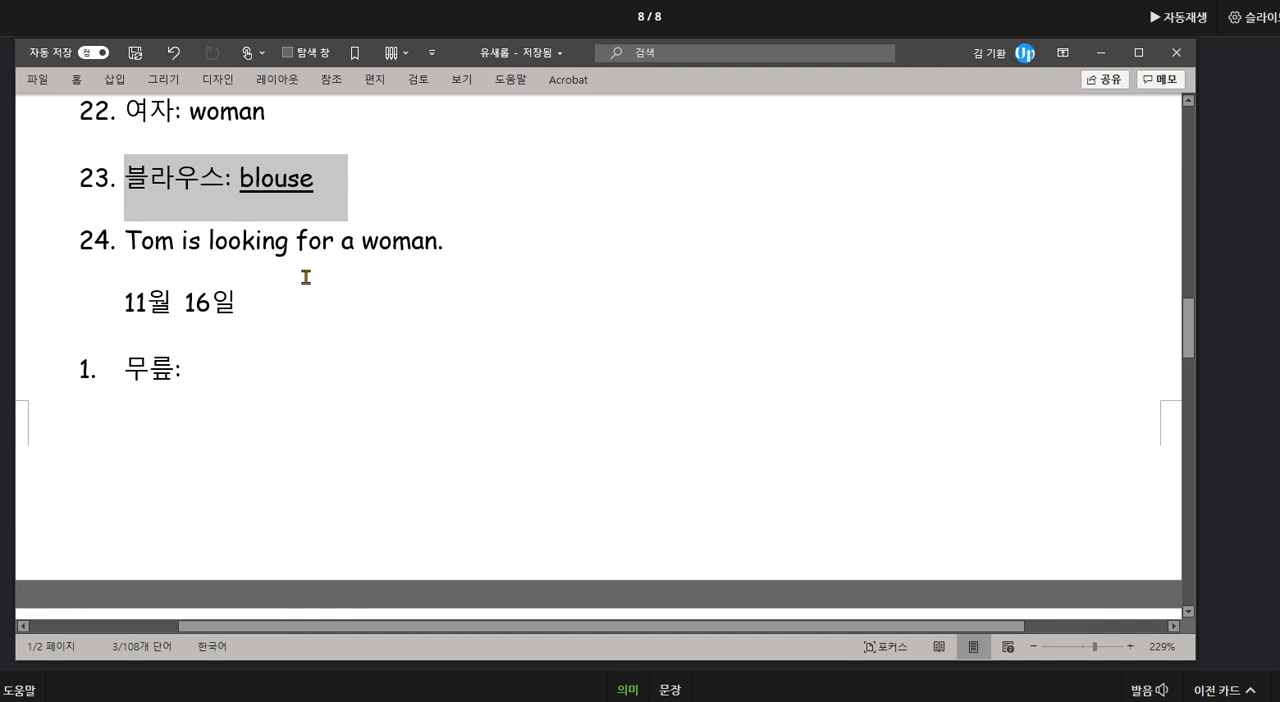 8 / 8
▶ 자동재생 슬라이드
자동 저장 켬 탐색 창 유새롬 - 저장됨 검색 김 기환 Up
파일 홈 삽입 그리기 디자인 레이아웃 참조 편지 검토 보기 도움말 Acrobat 공유 메모
22. 여자: woman
23. 블라우스: blouse
24. Tom is looking for a woman.
11월 16일
1. 무릎:
1/2 페이지 3/108개 단어 한국어 포커스 229%
도움말 의미 문장 발음 이전 카드